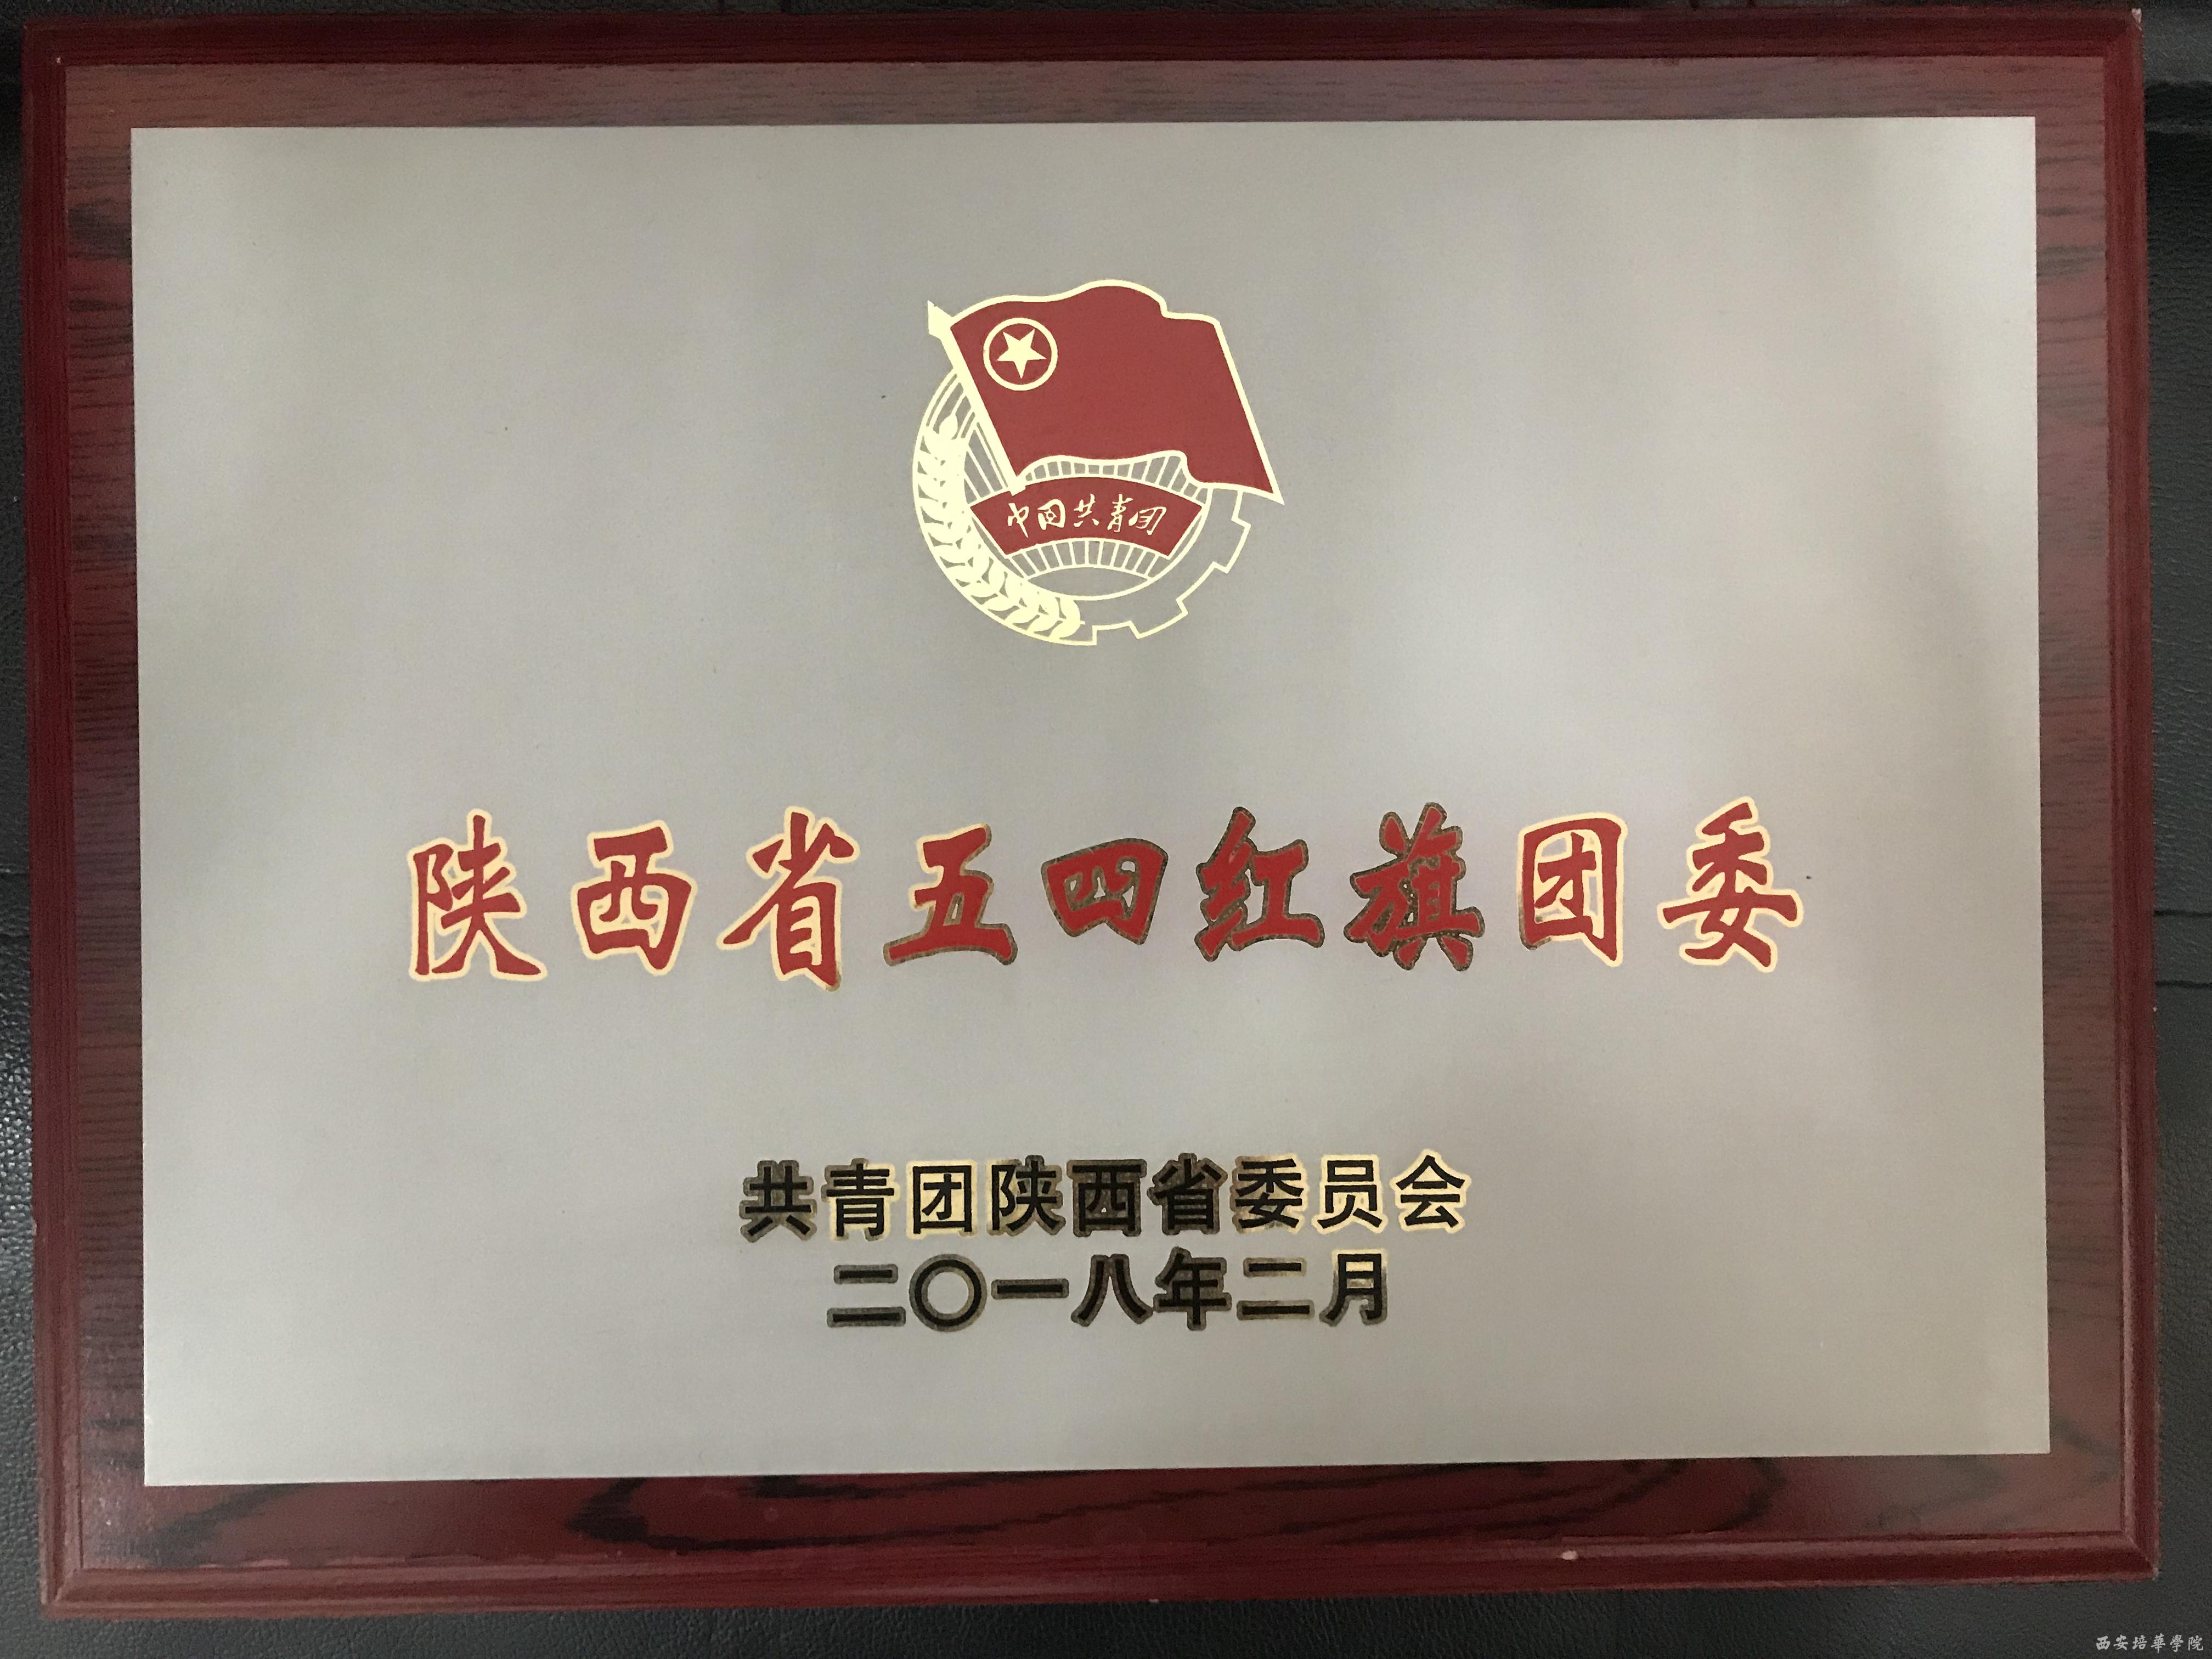 中国共青团
陕西省五四红旗团委
共青团陕西省委员会
二〇一八年二月
西安培華學院